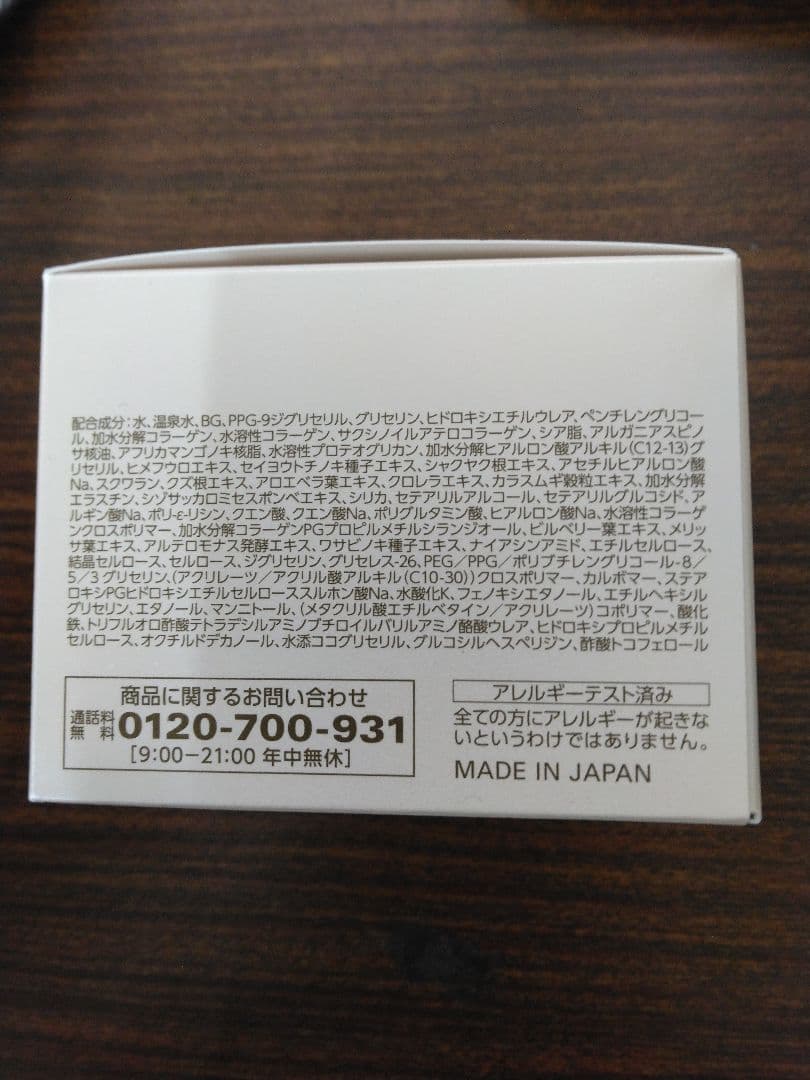 配合成分:水、温泉水、BG、PPG-9ジグリセリル、グリセリン、ヒドロキシエチルウレア、ペンチレングリコー
ル、加水分解コラーゲン、水溶性コラーゲン、サクシノイルアテロコラーゲン、シア脂、アルガニアスピノ
サ核油、アフリカマンゴノキ核脂、水溶性プロテオグリカン、加水分解ヒアルロン酸アルキル(C12-13)グ
リセリル、ヒメフウロエキス、セイヨウトチノキ種子エキス、シャクヤク根エキス、アセチルヒアルロン酸
Na、スクワラン、クズ根エキス、アロエベラ葉エキス、クロレラエキス、カラスムギ穀粒エキス、加水分解
エラスチン、シゾサッカロミセスポンベエキス、シリカ、セテアリルアルコール、セテアリルグルコシド、ア
ルギン酸Na、ポリ-ε-リシン、クエン酸、クエン酸Na、ポリグルタミン酸、ヒアルロン酸Na、水溶性コラーゲ
ンクロスポリマー、加水分解コラーゲンPGプロピルメチルシランジオール、ビルベリー葉エキス、メリッ
サ葉エキス、アルテロモナス発酵エキス、ワサビノキ種子エキス、ナイアシンアミド、エチルセルロース、
結晶セルロース、セルロース、ジグリセリン、グリセレス-26、PEG/PPG/ポリブチレングリコール-8/
5/3グリセリン、(アクリレーツ/アクリル酸アルキル(C10-30))クロスポリマー、カルボマー、ステア
ロキシPGヒドロキシエチルセルローススルホン酸Na、水酸化K、フェノキシエタノール、エチルヘキシル
グリセリン、エタノール、マンニトール、(メタクリル酸エチルベタイン/アクリレーツ)コポリマー、酸化
鉄、トリフルオロ酢酸テトラデシルアミノブチロイルバリルアミノ酪酸ウレア、ヒドロキシプロピルメチル
セルロース、オクチルドデカノール、水添ココグリセリル、グルコシルヘスペリジン、酢酸トコフェロール
商品に関するお問い合わせ
通話料
無料 0120-700-931
[9:00-21:00 年中無休]
アレルギーテスト済み
全ての方にアレルギーが起きな
いというわけではありません。
MADE IN JAPAN